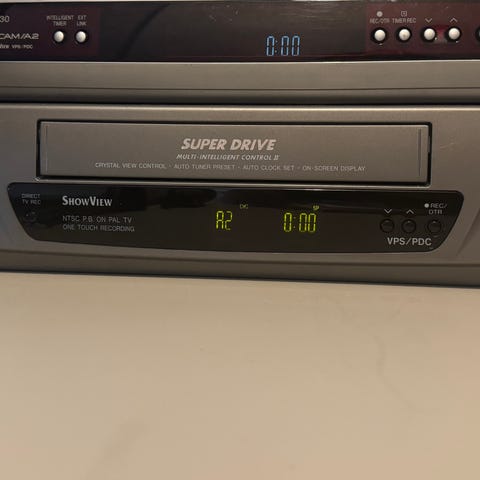 30
INTELLIGENT TIMER
EXT LINK
CAM/A2
VPS/PDC
0:00
REC/OTR
TIMER REC
SUPER DRIVE
MULTI-INTELLIGENT CONTROL II
CRYSTAL VIEW CONTROL · AUTO TUNER PRESET · AUTO CLOCK SET · ON-SCREEN DISPLAY
DIRECT
TV REC
SHOWVIEW
NTSC P.B. ON PAL TV
ONE TOUCH RECORDING
A2
SP
0:00
REC/
OTR
VPS/PDC